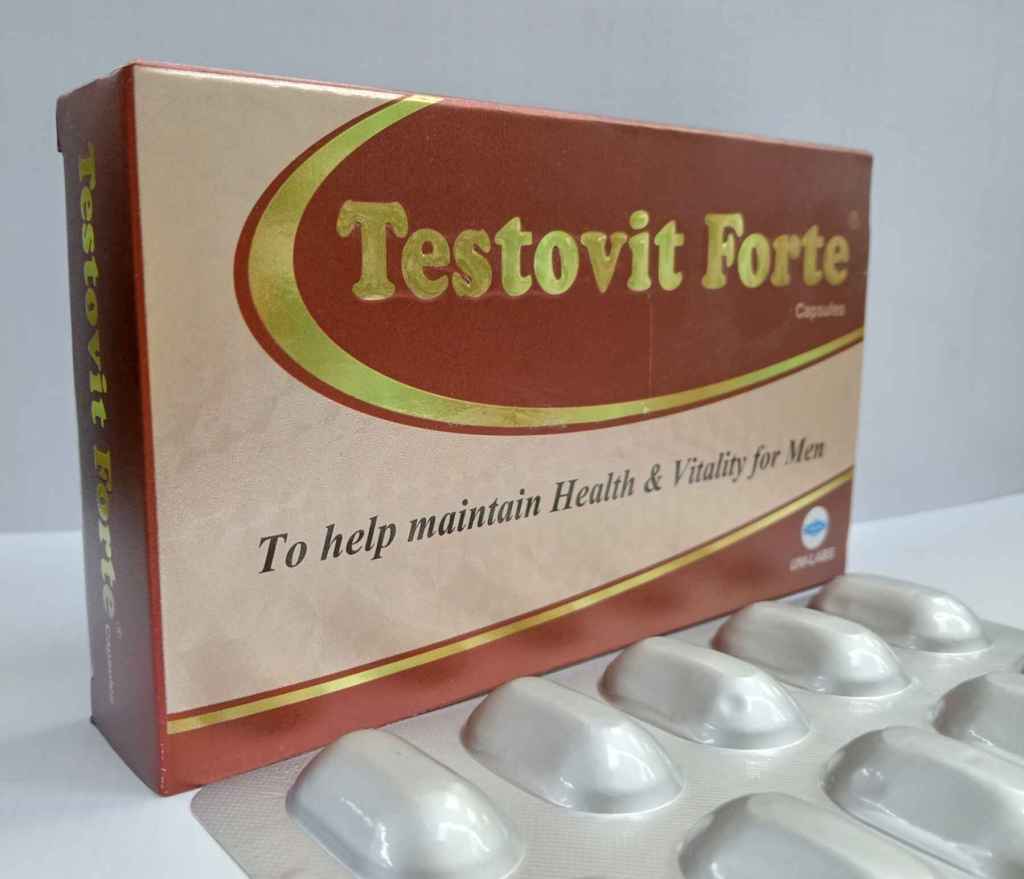 Testovit Forte®
Capsules
To help maintain Health & Vitality for Men
UNI-LABS
Testovit Forte®
Capsules